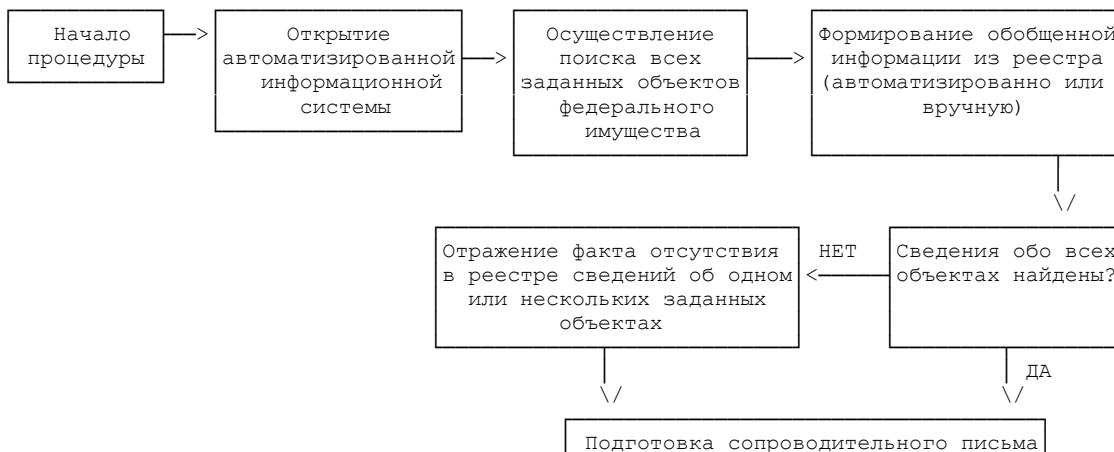 Начало
процедуры
Открытие
автоматизированной
информационной
системы
Осуществление
поиска всех
заданных объектов
федерального
имущества
Формирование обобщенной
информации из реестра
(автоматизированно или
вручную)
Отражение факта отсутствия
в реестре сведений об одном
или нескольких заданных
объектах
НЕТ
Сведения обо всех
объектах найдены?
ДА
Подготовка сопроводительного письма